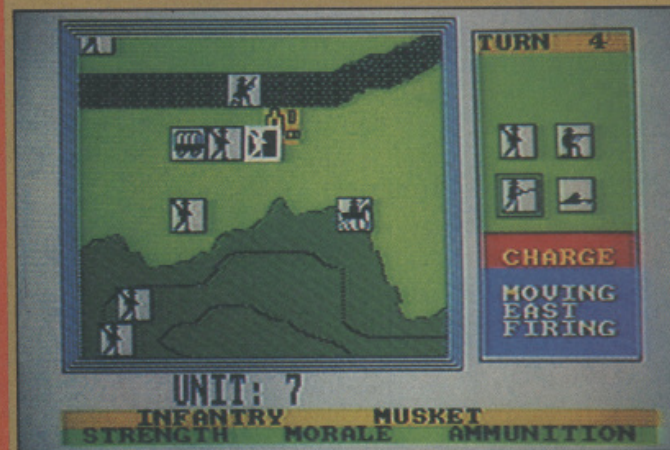 TURN 4
CHARGE
MOVING
EAST
FIRING
UNIT: 7
INFANTRY MUSKET
STRENGTH MORALE AMMUNITION